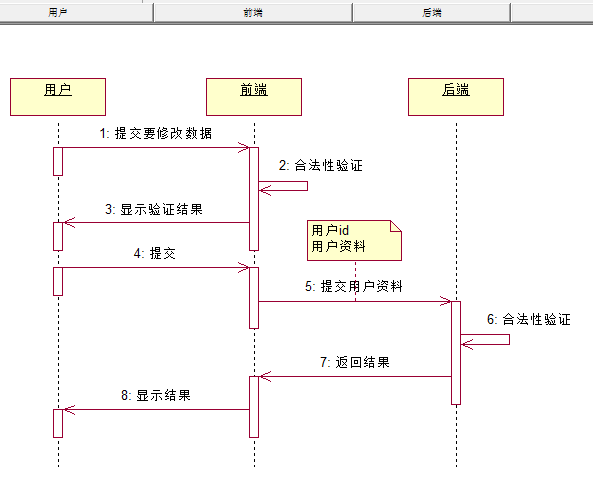 用户 前端 后端
用户 前端 后端
1: 提交要修改数据
2: 合法性验证
3: 显示验证结果
用户id
用户资料
4: 提交
5: 提交用户资料
6: 合法性验证
7: 返回结果
8: 显示结果